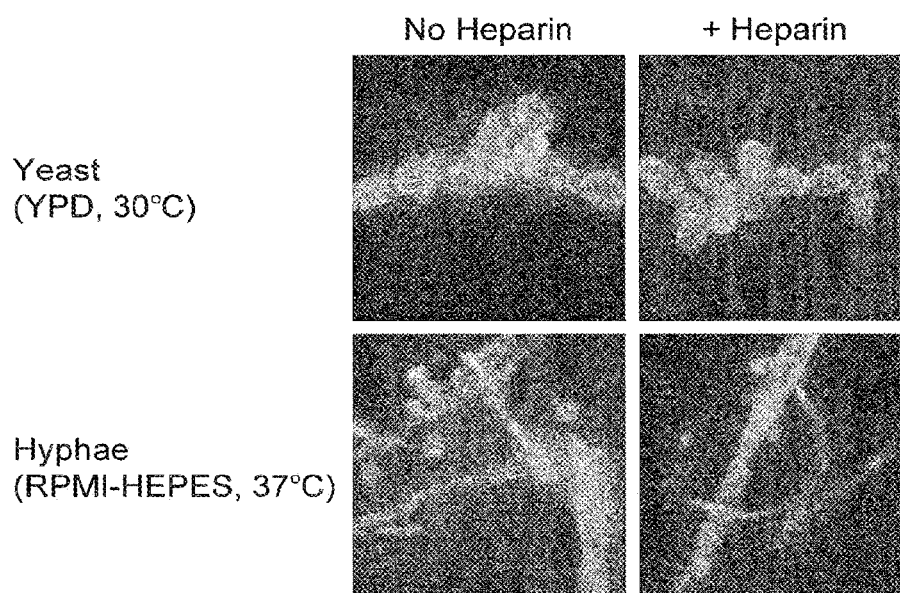 No Heparin
+ Heparin
Yeast
(YPD, 30°C)
Hyphae
(RPMI-HEPES, 37°C)